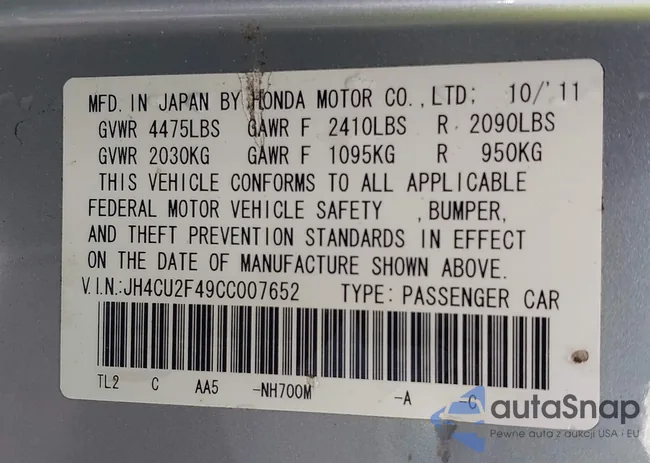 MFD. IN JAPAN BY HONDA MOTOR CO.,LTD; 10/'11
GVWR 4475LBS GAWR F 2410LBS R 2090LBS
GVWR 2030KG GAWR F 1095KG R 950KG
THIS VEHICLE CONFORMS TO ALL APPLICABLE
FEDERAL MOTOR VEHICLE SAFETY ,BUMPER,
AND THEFT PREVENTION STANDARDS IN EFFECT
ON THE DATE OF MANUFACTURE SHOWN ABOVE.
V.I.N.:JH4CU2F49CC007652 TYPE: PASSENGER CAR
TL2 C AA5 -NH700M -A -C
autaSnap
Pewne auta z aukcji USA i EU